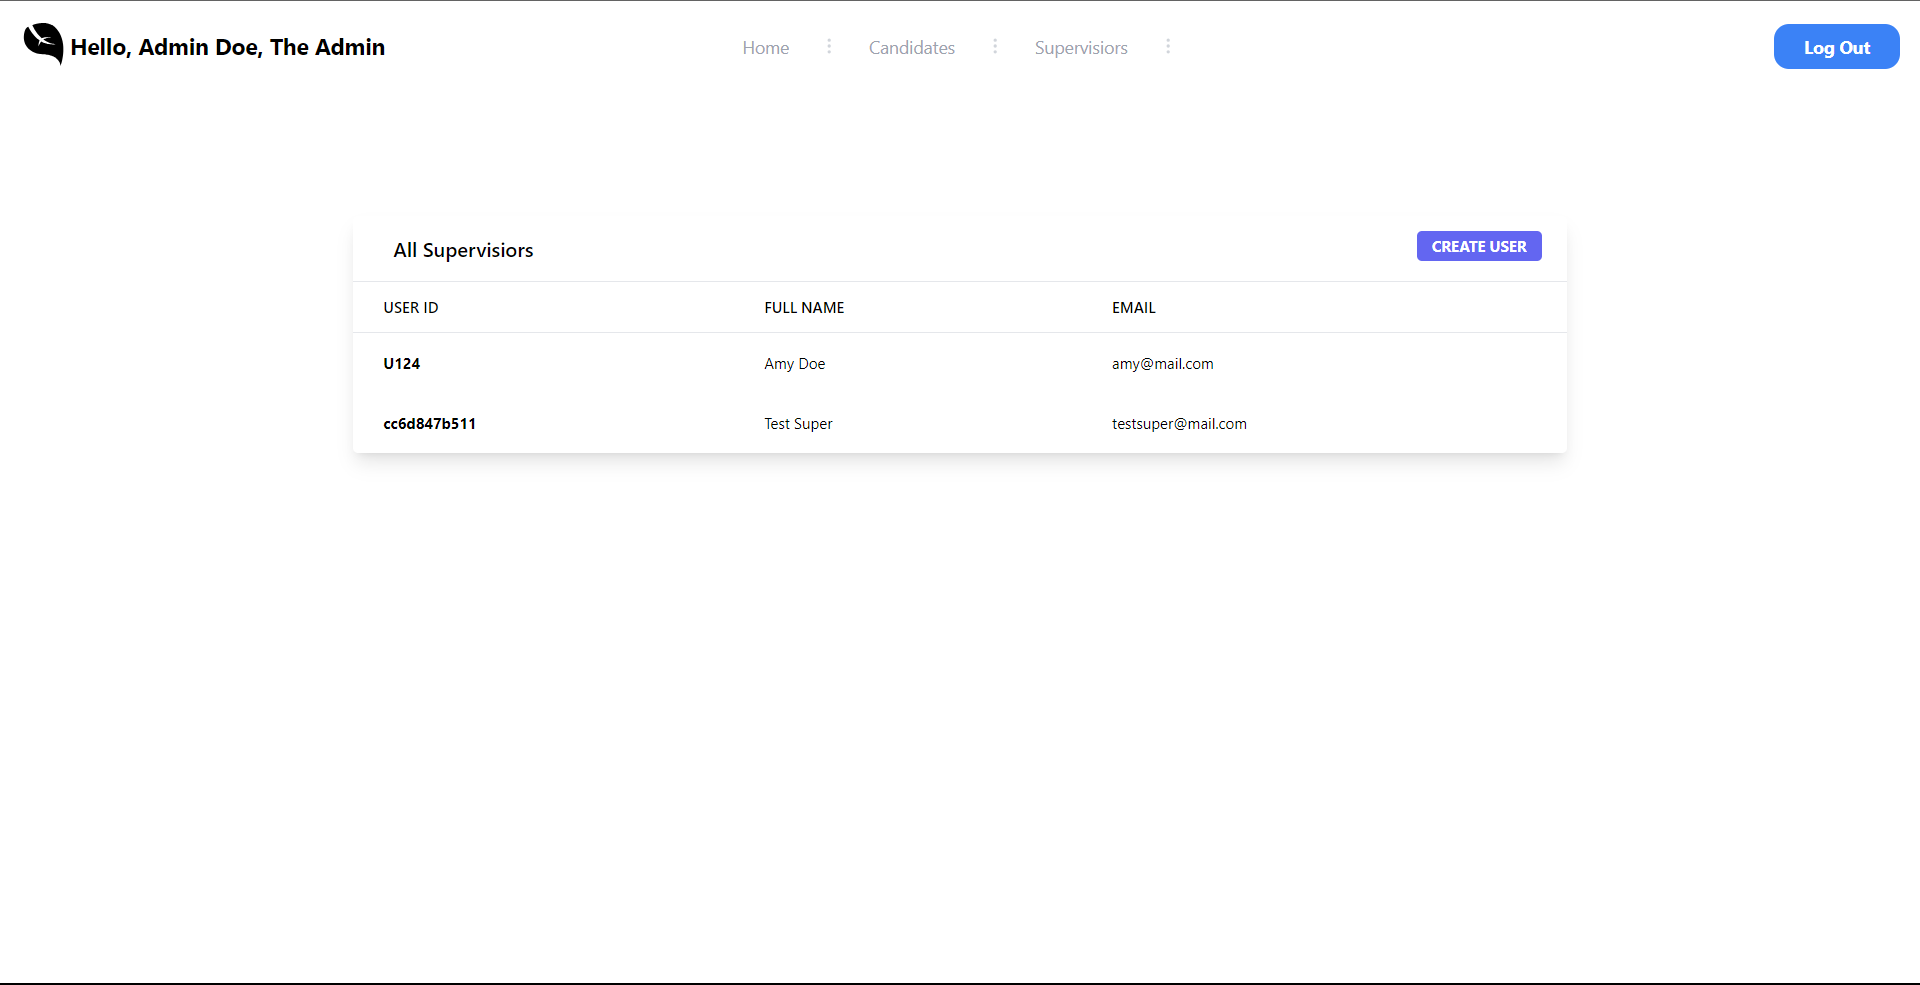 Hello, Admin Doe, The Admin
Home
Candidates
Supervisiors
Log Out
All Supervisiors
CREATE USER
USER ID FULL NAME EMAIL
U124 Amy Doe amy@mail.com
cc6d847b511 Test Super testsuper@mail.com